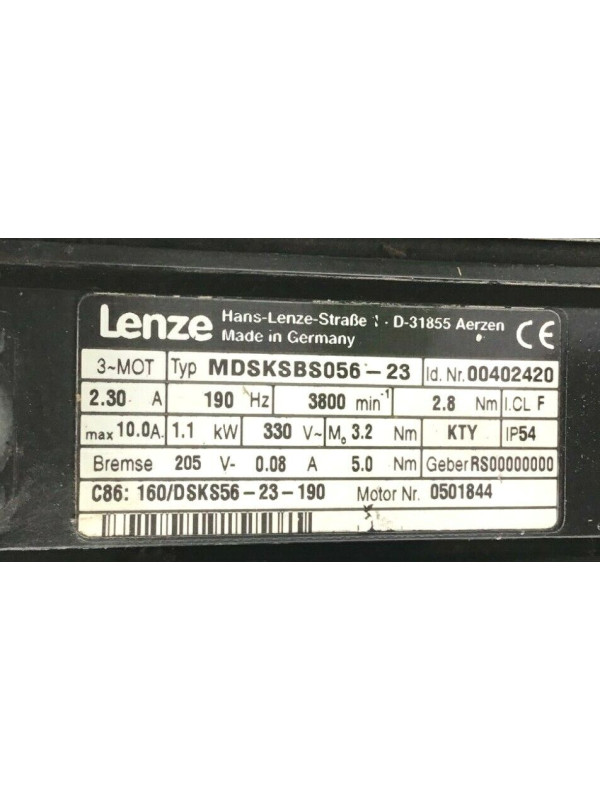 Lenze Hans-Lenze-Straße 1 · D-31855 Aerzen CE
Made in Germany
3~MOT Typ MDSKSBS056-23 Id. Nr. 00402420
2.30 A 190 Hz 3800 min⁻¹ 2.8 Nm I.CL F
max 10.0 A 1.1 kW 330 V~ M₀ 3.2 Nm KTY IP54
Bremse 205 V- 0.08 A 5.0 Nm Geber RS00000000
C86: 160/DSKS56-23-190 Motor Nr. 0501844